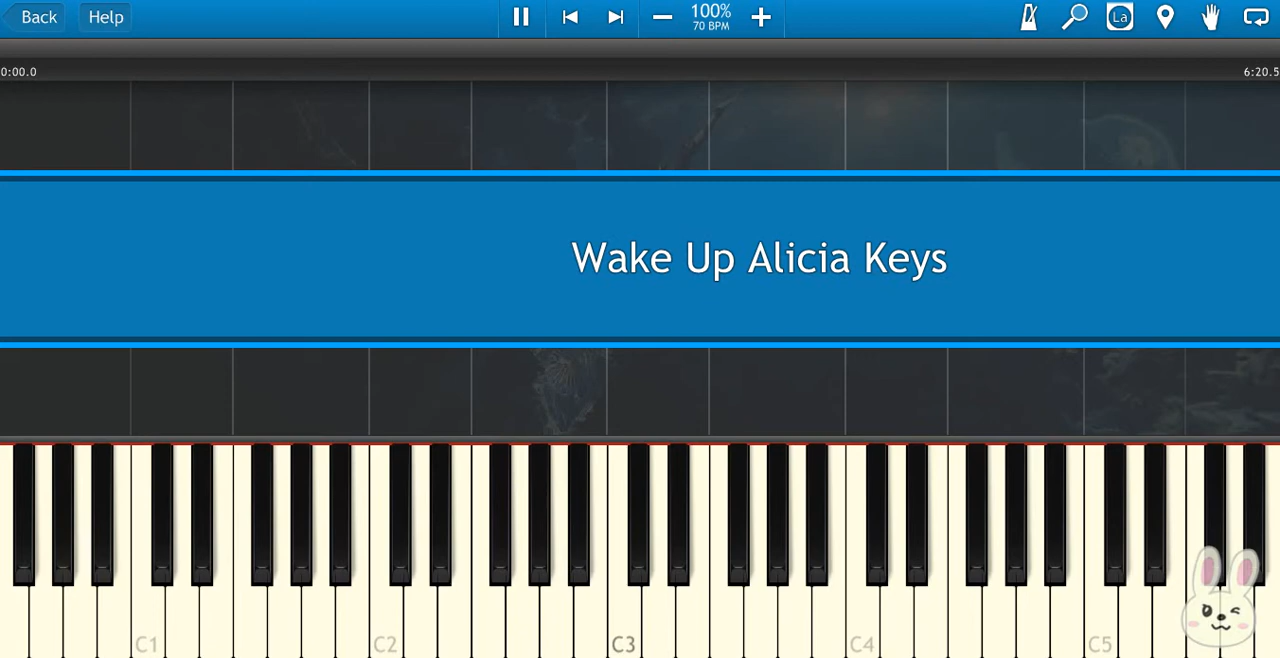 Back Help 100% La
70 BPM
0:00.0 6:20.5
Wake Up Alicia Keys
C1 C2 C3 C4 C5